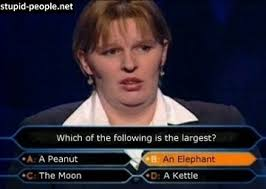 stupid-people.net
Which of the following is the largest?
A: A Peanut
B: An Elephant
C: The Moon
D: A Kettle